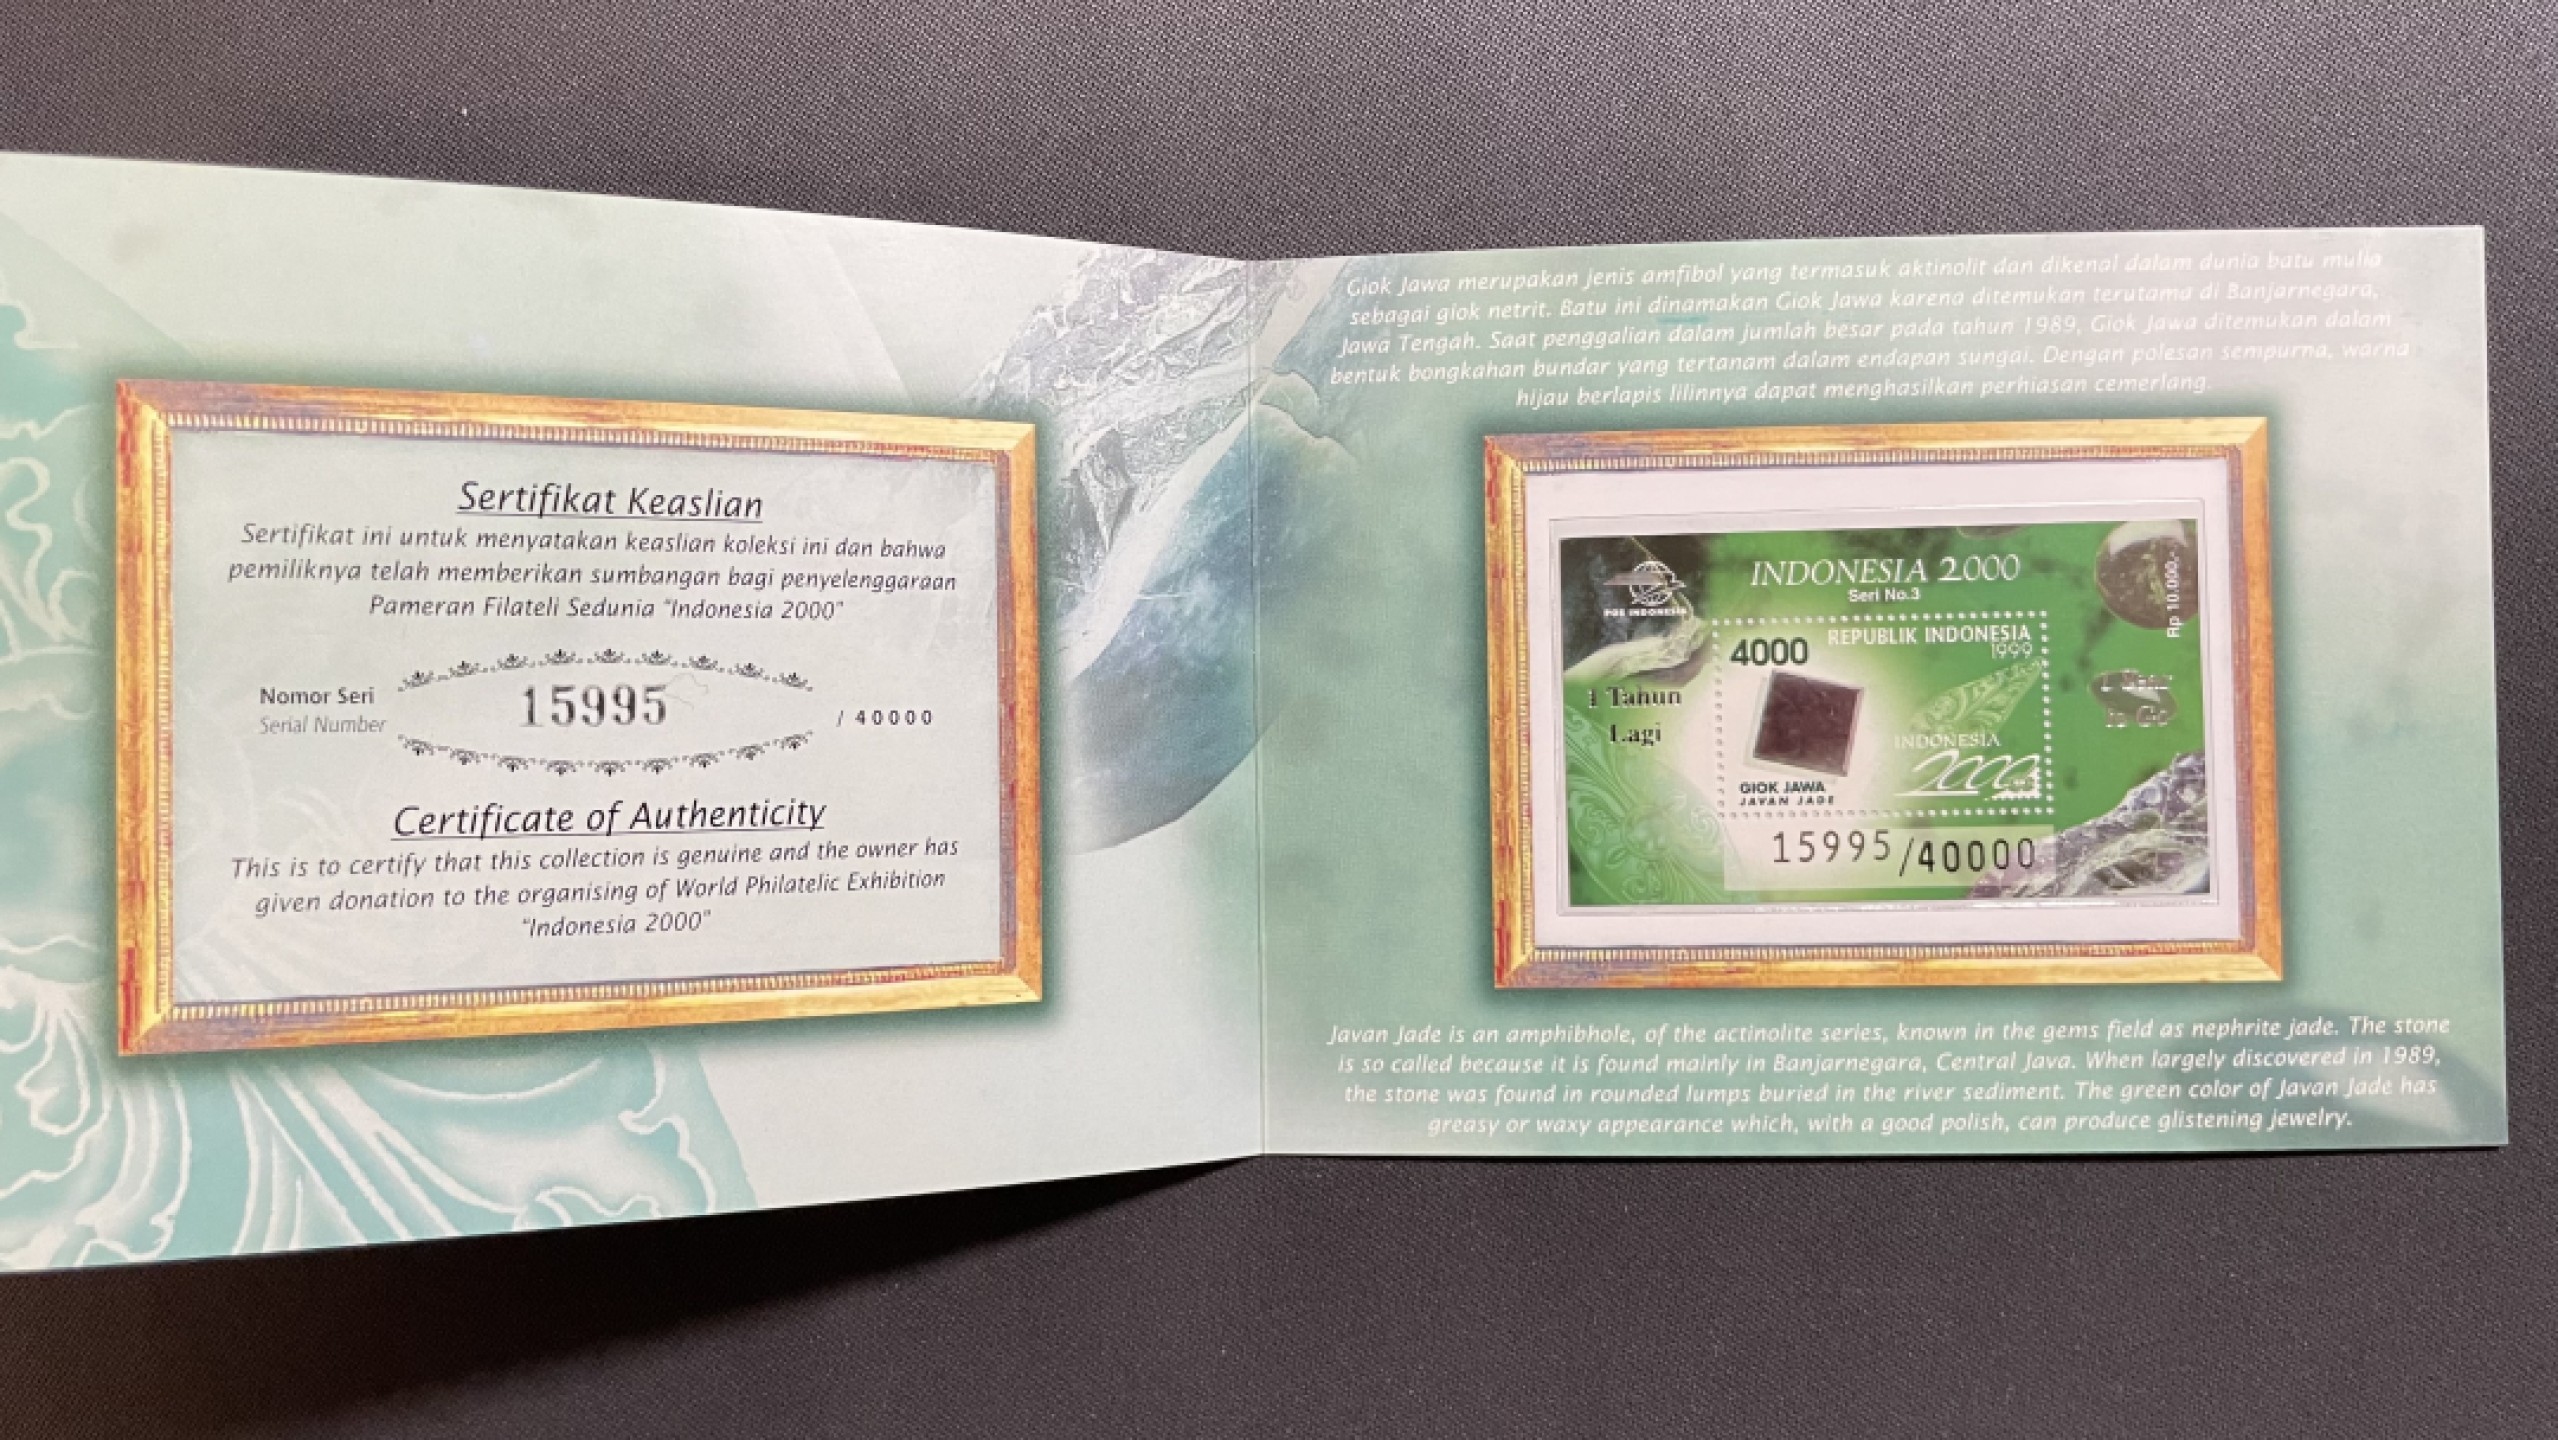 Sertifikat Keaslian
Sertifikat ini untuk menyatakan keaslian koleksi ini dan bahwa
pemiliknya telah memberikan sumbangan bagi penyelenggaraan
Pameran Filateli Sedunia "Indonesia 2000"
Nomor Seri
Serial Number
15995
/ 40000
Certificate of Authenticity
This is to certify that this collection is genuine and the owner has
given donation to the organising of World Philatelic Exhibition
"Indonesia 2000"
Giok Jawa merupakan jenis amfibol yang termasuk aktinolit dan dikenal dalam dunia batu mulia
sebagai giok netrit. Batu ini dinamakan Giok Jawa karena ditemukan terutama di Banjarnegara,
Jawa Tengah. Saat penggalian dalam jumlah besar pada tahun 1989, Giok Jawa ditemukan dalam
bentuk bongkahan bundar yang tertanam dalam endapan sungai. Dengan polesan sempurna, warna
hijau berlapis lilinnya dapat menghasilkan perhiasan cemerlang.
POS INDONESIA
INDONESIA 2000
Seri No.3
Rp 10.000,-
4000
REPUBLIK INDONESIA
1999
1 Tahun
Lagi
1 Year
to Go
INDONESIA
2000
GIOK JAWA
JAVAN JADE
15995/40000
Javan Jade is an amphibhole, of the actinolite series, known in the gems field as nephrite jade. The stone
is so called because it is found mainly in Banjarnegara, Central Java. When largely discovered in 1989,
the stone was found in rounded lumps buried in the river sediment. The green color of Javan Jade has
greasy or waxy appearance which, with a good polish, can produce glistening jewelry.